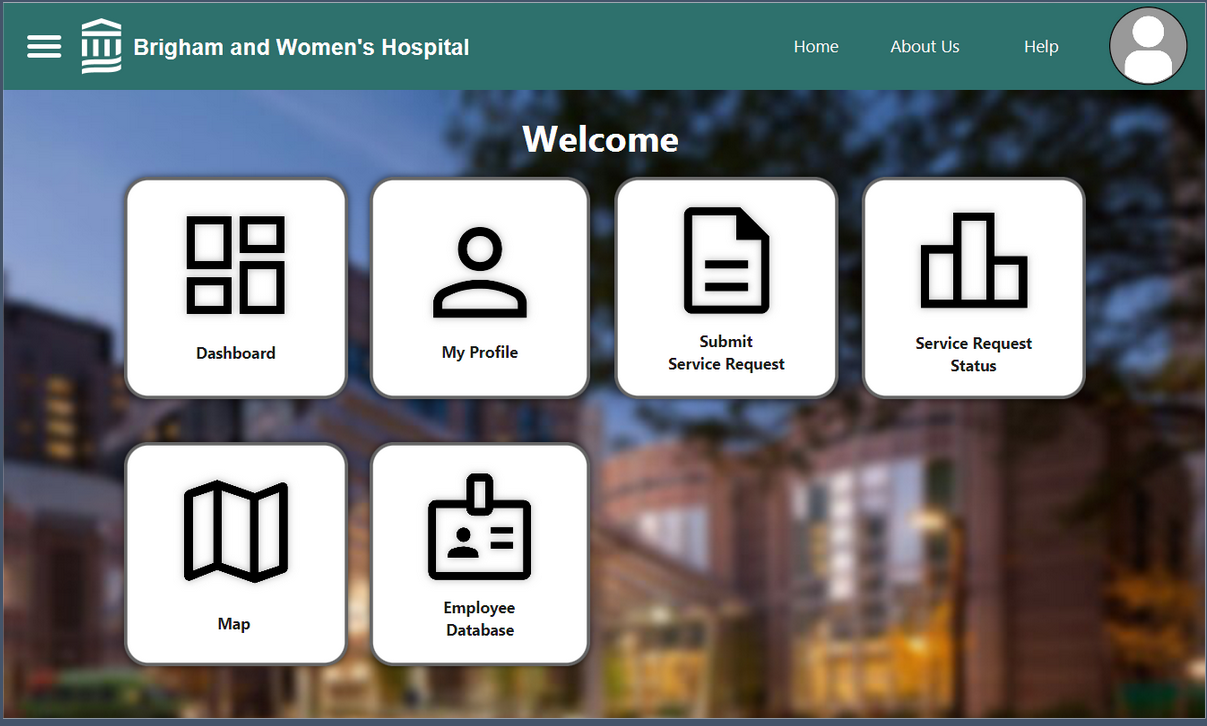 Brigham and Women's Hospital
Home
About Us
Help
Welcome
Dashboard
My Profile
Submit
Service Request
Service Request
Status
Map
Employee
Database